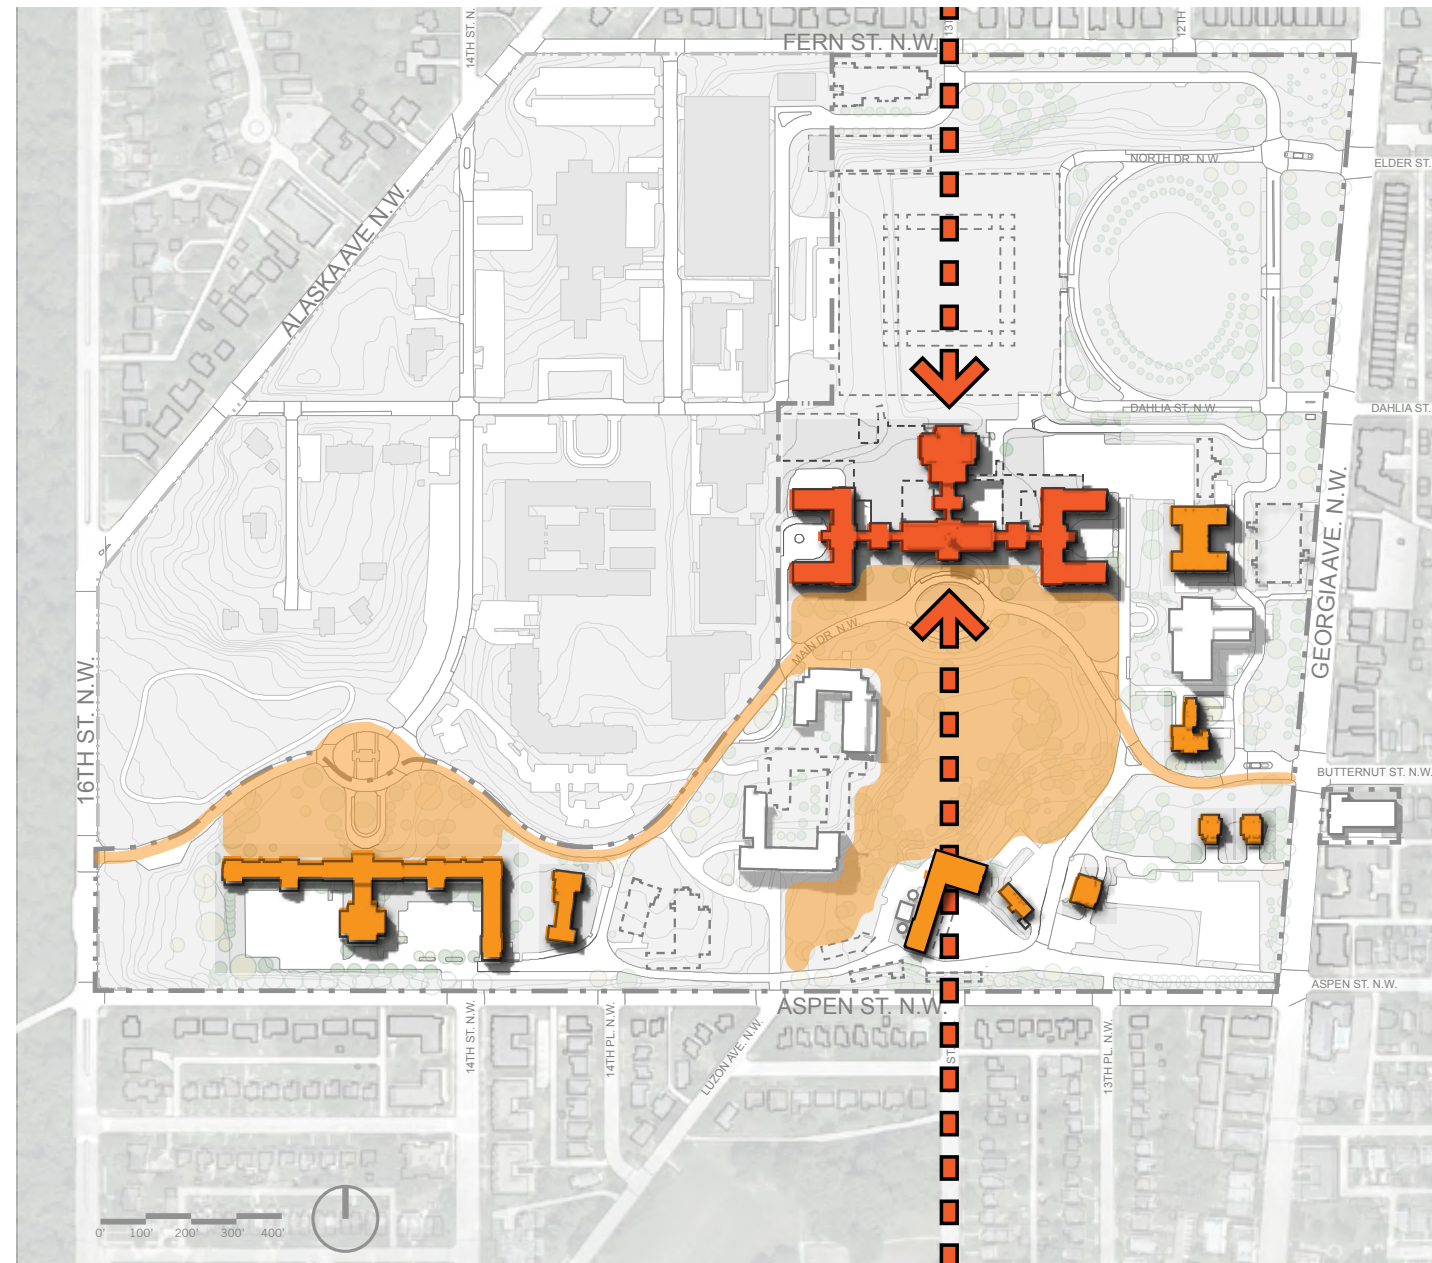 14TH ST. N.
13T
12TH
FERN ST. N.W.
NORTH DR. N.W.
ELDER ST.
ALASKA AVE N.W.
DAHLIA ST. N.W.
DAHLIA ST.
GEORGIA AVE. N.W.
MAIN DR. N.W.
16TH ST. N.W.
BUTTERNUT ST. N.W.
ASPEN ST. N.W.
ASPEN ST. N.W.
14TH ST. N.W.
14TH PL. N.W.
LUZON AVE. N.W.
ST.
13TH PL. N.W.
0' 100' 200' 300' 400'